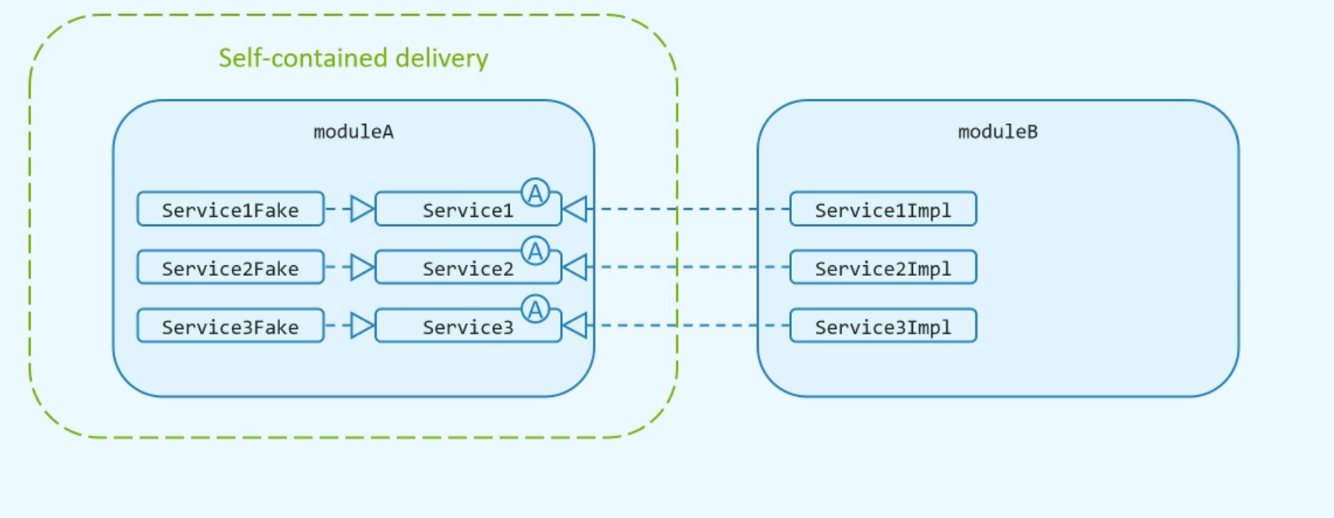 Self-contained delivery
moduleA
moduleB
A
Service1Fake
Service1
Service1Impl
A
Service2Fake
Service2
Service2Impl
A
Service3Fake
Service3
Service3Impl